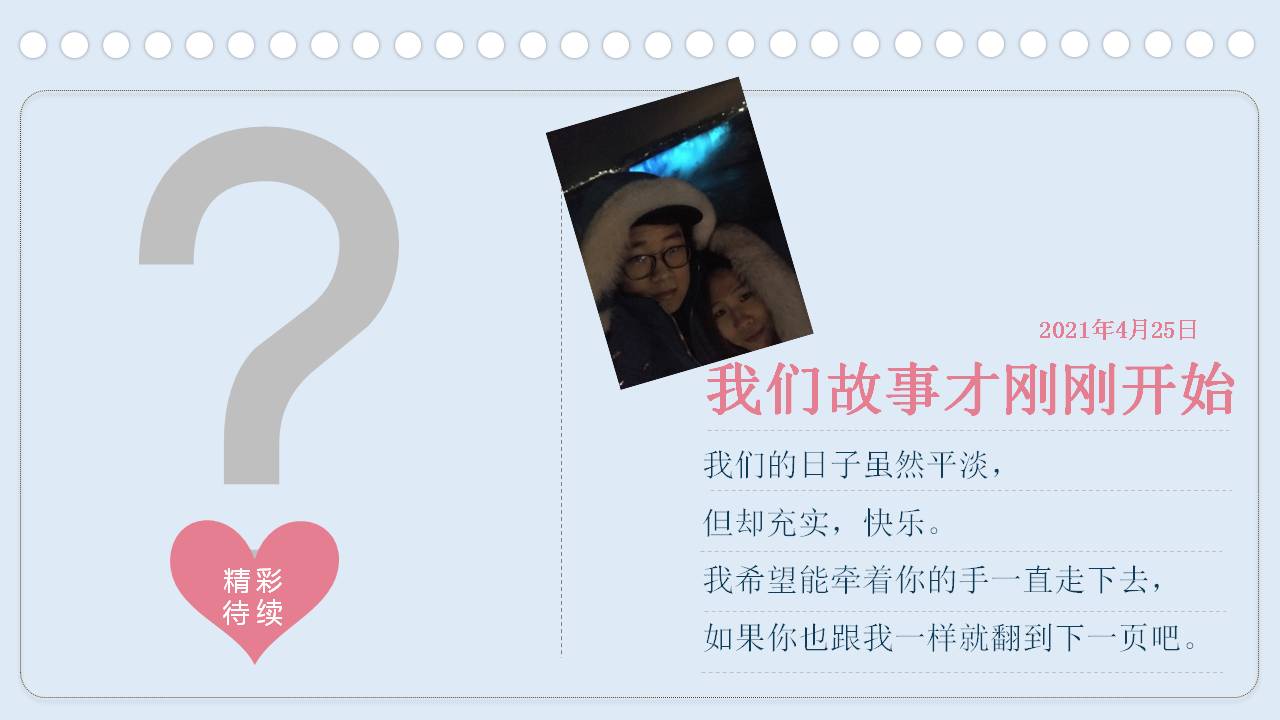 精彩
待续
2021年4月25日
我们故事才刚刚开始
我们的日子虽然平淡，
但却充实，快乐。
我希望能牵着你的手一直走下去，
如果你也跟我一样就翻到下一页吧。